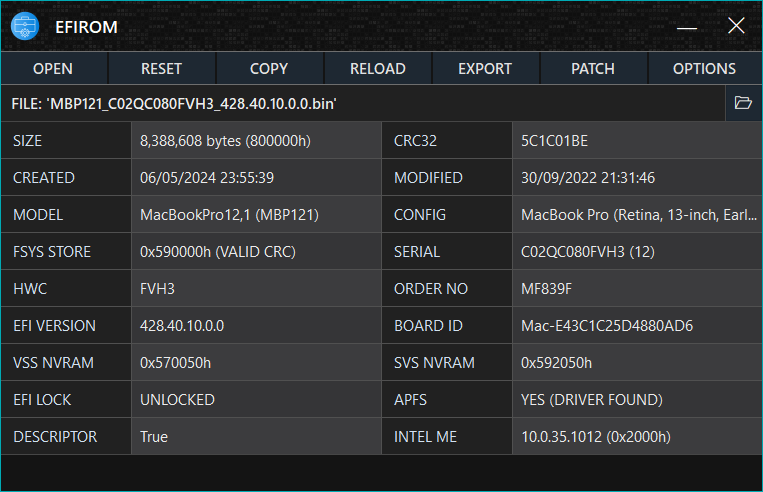 EFIROM
OPEN RESET COPY RELOAD EXPORT PATCH OPTIONS
FILE: 'MBP121_C02QC080FVH3_428.40.10.0.0.bin'
SIZE 8,388,608 bytes (800000h) CRC32 5C1C01BE
CREATED 06/05/2024 23:55:39 MODIFIED 30/09/2022 21:31:46
MODEL MacBookPro12,1 (MBP121) CONFIG MacBook Pro (Retina, 13-inch, Earl...
FSYS STORE 0x590000h (VALID CRC) SERIAL C02QC080FVH3 (12)
HWC FVH3 ORDER NO MF839F
EFI VERSION 428.40.10.0.0 BOARD ID Mac-E43C1C25D4880AD6
VSS NVRAM 0x570050h SVS NVRAM 0x592050h
EFI LOCK UNLOCKED APFS YES (DRIVER FOUND)
DESCRIPTOR True INTEL ME 10.0.35.1012 (0x2000h)